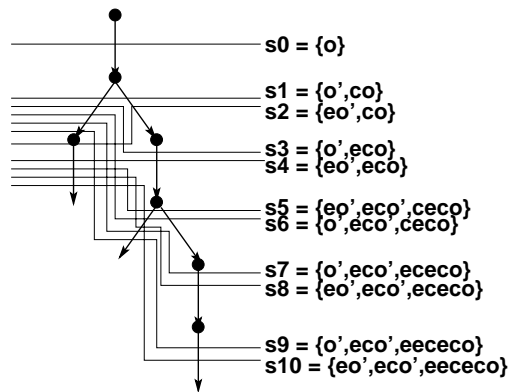 s0 = {o}
s1 = {o',co}
s2 = {eo',co}
s3 = {o',eco}
s4 = {eo',eco}
s5 = {eo',eco',ceco}
s6 = {o',eco',ceco}
s7 = {o',eco',ececo}
s8 = {eo',eco',ececo}
s9 = {o',eco',eececo}
s10 = {eo',eco',eececo}